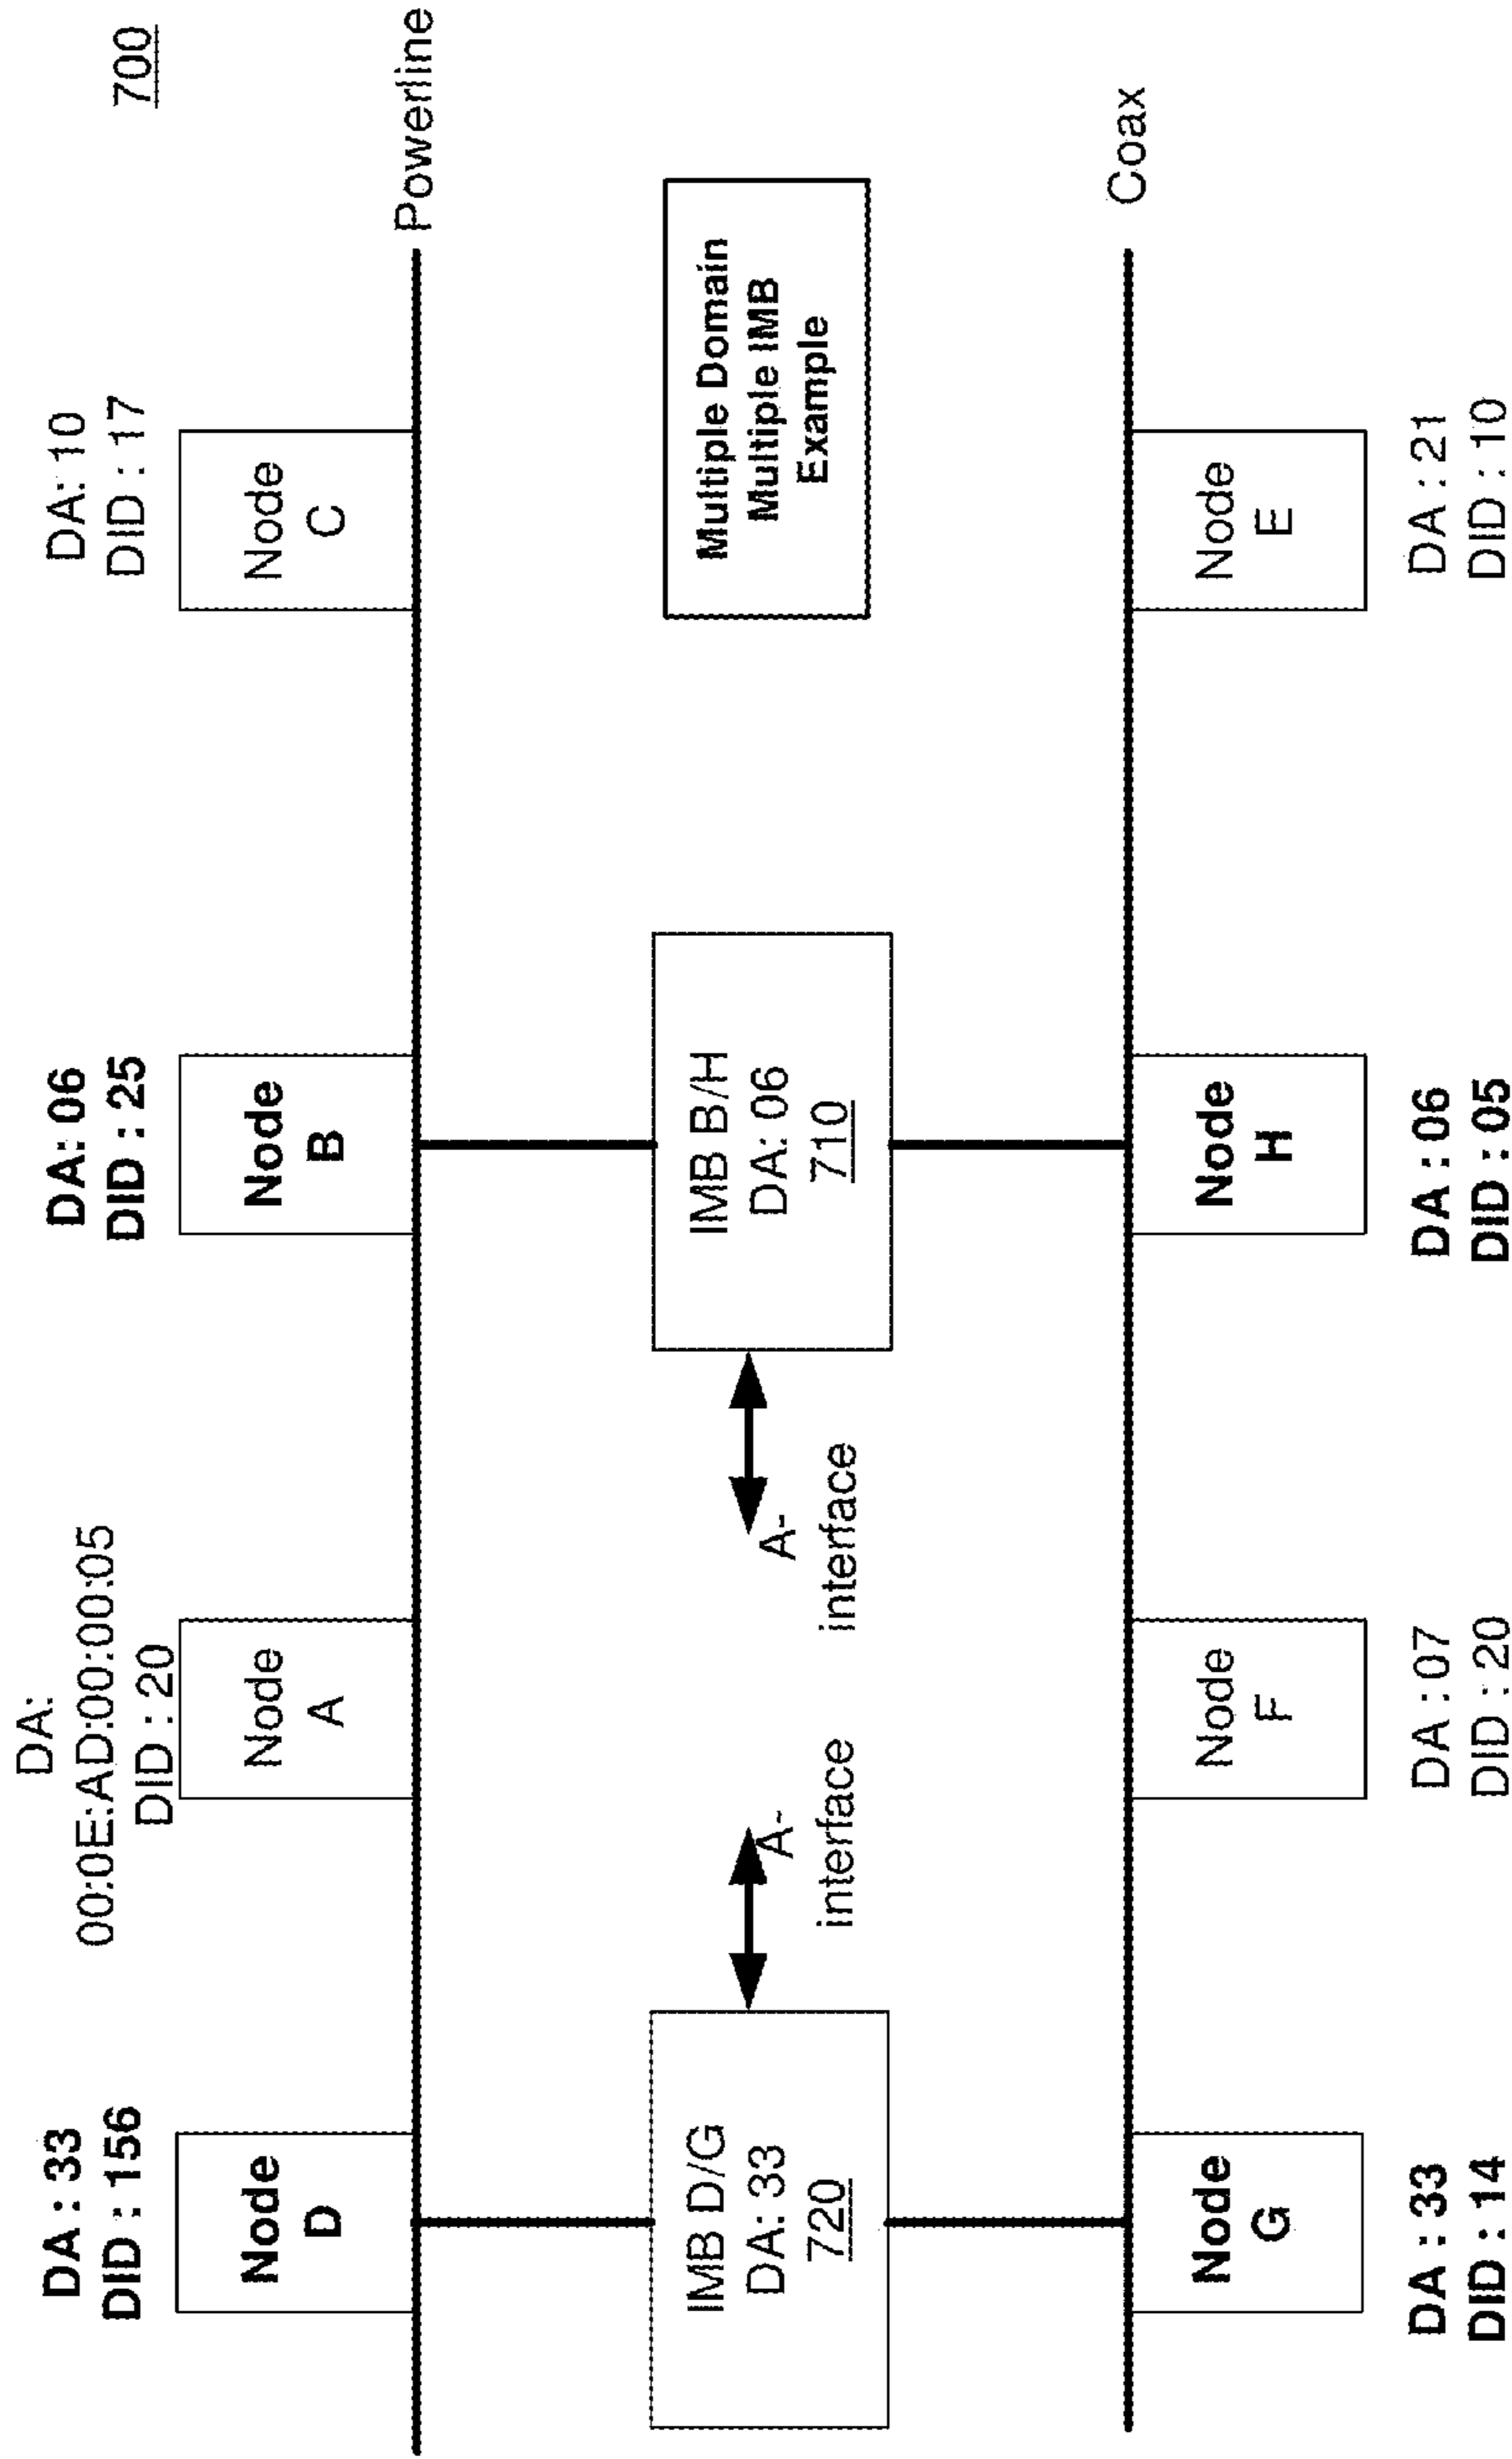 700
DA : 33
DID : 156
DA:
00:0E:AD:00:00:05
DID : 20
DA: 06
DID : 25
DA: 10
DID : 17
Node
D
Node
A
Node
B
Node
C
Powerline
IMB D/G
DA: 33
720
A-
interface
A-
interface
IMB B/H
DA: 06
710
Multiple Domain
Multiple IMB
Example
Coax
Node
G
Node
F
Node
H
Node
E
DA : 33
DID : 14
DA : 07
DID : 20
DA : 06
DID : 05
DA : 21
DID : 10